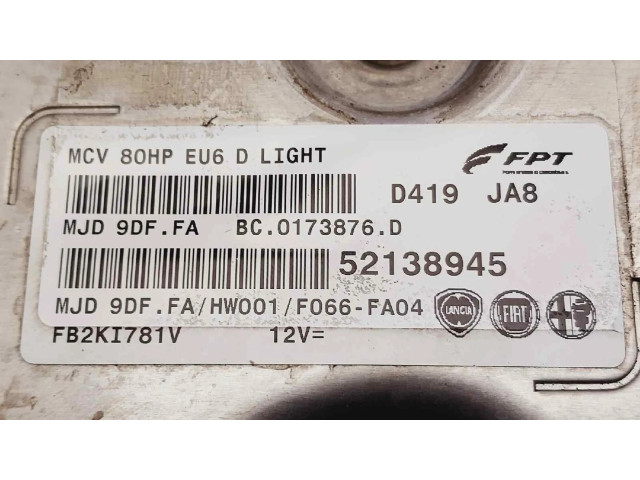 MCV 80HP EU6 D LIGHT
FPT
D419 JA8
MJD 9DF.FA BC.0173876.D
52138945
MJD 9DF.FA/HW001/F066-FA04
LANCIA
FIAT
FB2KI781V 12V=